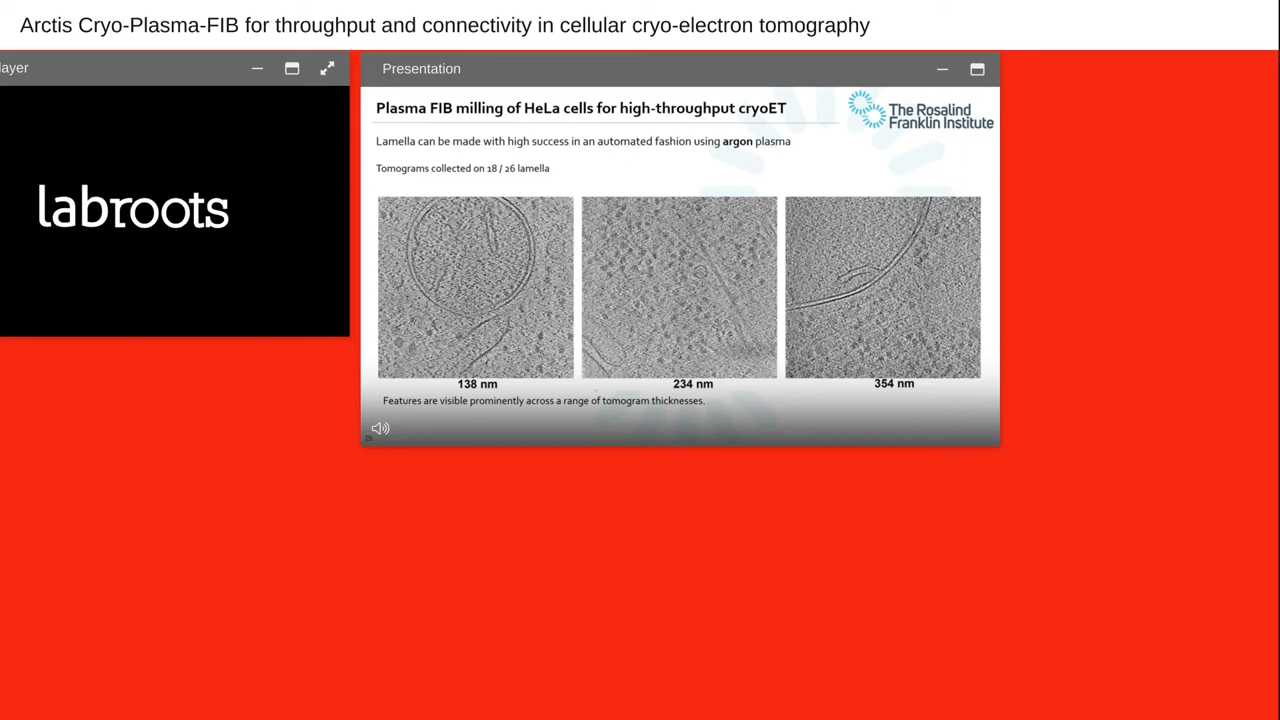 Arctis Cryo-Plasma-FIB for throughput and connectivity in cellular cryo-electron tomography
layer
Presentation
labroots
Plasma FIB milling of HeLa cells for high-throughput cryoET
The Rosalind
Franklin Institute
Lamella can be made with high success in an automated fashion using argon plasma
Tomograms collected on 18 / 26 lamella
138 nm
234 nm
354 nm
Features are visible prominently across a range of tomogram thicknesses.
25